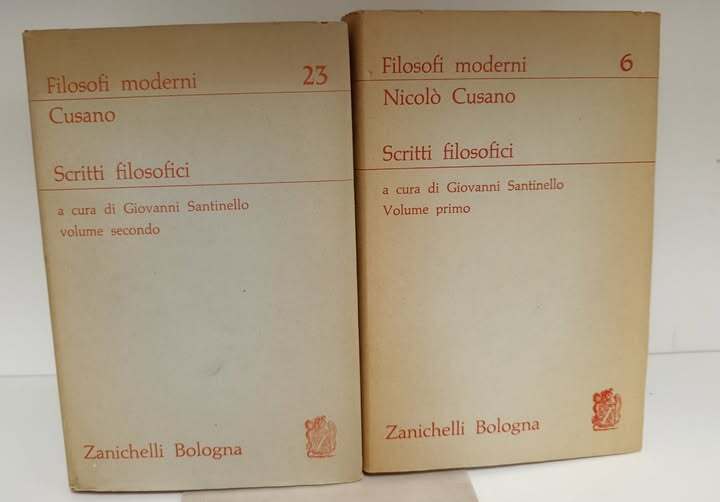 Filosofi moderni 23
Cusano
Scritti filosofici
a cura di Giovanni Santinello
volume secondo
Zanichelli Bologna
Filosofi moderni 6
Nicolò Cusano
Scritti filosofici
a cura di Giovanni Santinello
Volume primo
Zanichelli Bologna